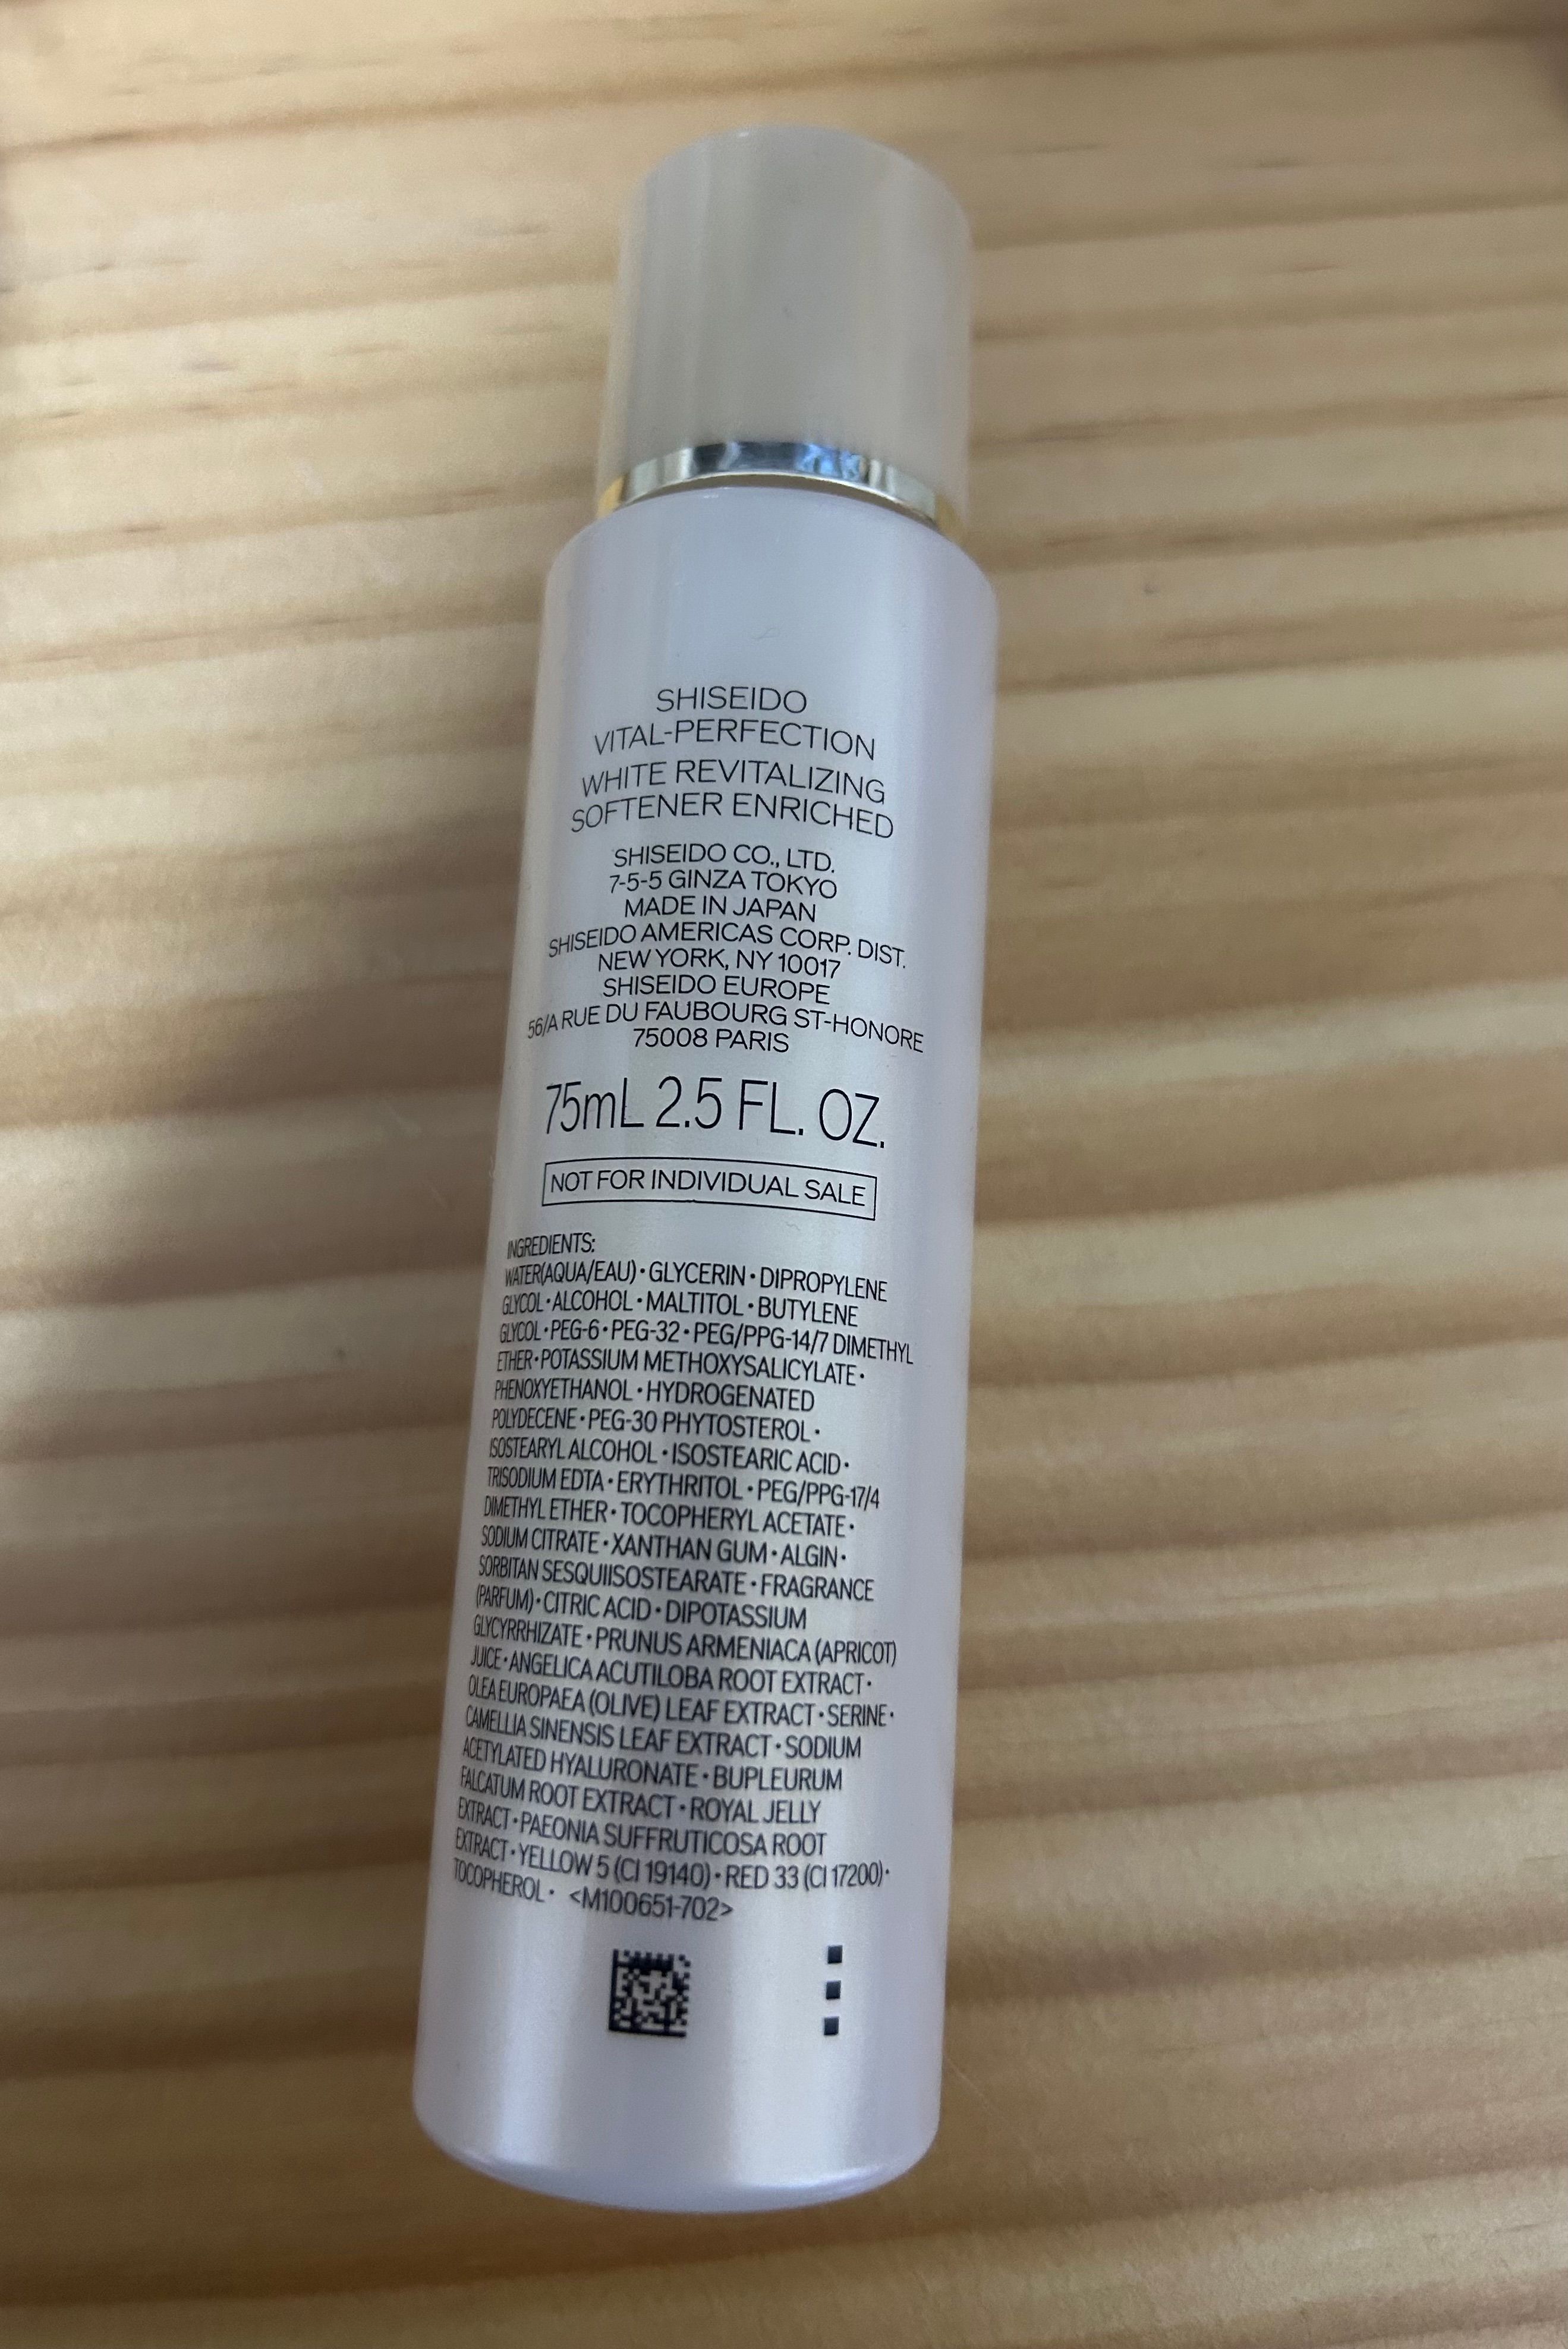 SHISEIDO
VITAL-PERFECTION
WHITE REVITALIZING
SOFTENER ENRICHED
SHISEIDO CO., LTD.
7-5-5 GINZA TOKYO
MADE IN JAPAN
SHISEIDO AMERICAS CORP. DIST.
NEW YORK, NY 10017
SHISEIDO EUROPE
56/A RUE DU FAUBOURG ST-HONORE
75008 PARIS
75mL 2.5 FL. OZ.
NOT FOR INDIVIDUAL SALE
INGREDIENTS:
WATER(AQUA/EAU)・GLYCERIN・DIPROPYLENE
GLYCOL・ALCOHOL・MALTITOL・BUTYLENE
GLYCOL・PEG-6・PEG-32・PEG/PPG-14/7 DIMETHYL
ETHER・POTASSIUM METHOXYSALICYLATE・
PHENOXYETHANOL・HYDROGENATED
POLYDECENE・PEG-30 PHYTOSTEROL・
ISOSTEARYL ALCOHOL・ISOSTEARIC ACID・
TRISODIUM EDTA・ERYTHRITOL・PEG/PPG-17/4
DIMETHYL ETHER・TOCOPHERYL ACETATE・
SODIUM CITRATE・XANTHAN GUM・ALGIN・
SORBITAN SESQUIISOSTEARATE・FRAGRANCE
(PARFUM)・CITRIC ACID・DIPOTASSIUM
GLYCYRRHIZATE・PRUNUS ARMENIACA (APRICOT)
JUICE・ANGELICA ACUTILOBA ROOT EXTRACT・
OLEA EUROPAEA (OLIVE) LEAF EXTRACT・SERINE・
CAMELLIA SINENSIS LEAF EXTRACT・SODIUM
ACETYLATED HYALURONATE・BUPLEURUM
FALCATUM ROOT EXTRACT・ROYAL JELLY
EXTRACT・PAEONIA SUFFRUTICOSA ROOT
EXTRACT・YELLOW 5 (CI 19140)・RED 33 (CI 17200)・
TOCOPHEROL・ <M100651-702>